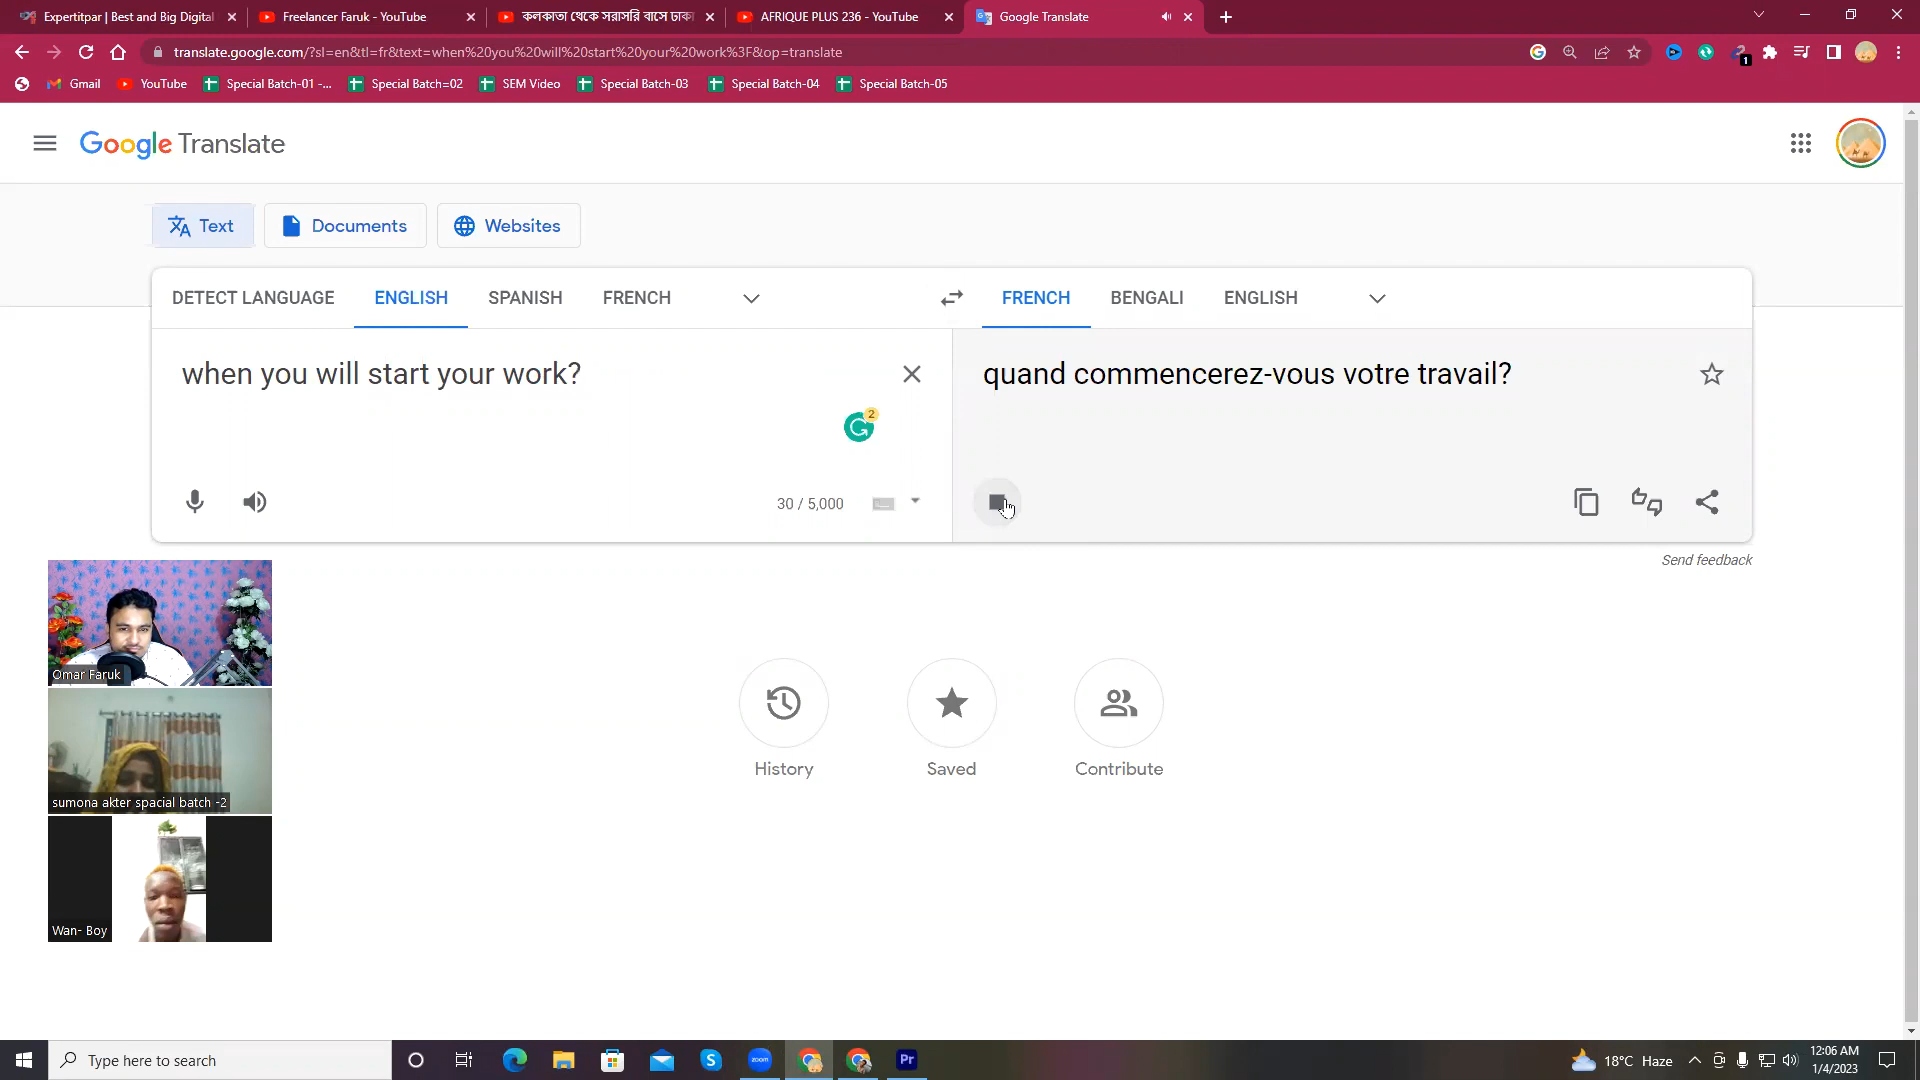 Expertitpar | Best and Big Digital
Freelancer Faruk - YouTube
কলকাতা থেকে সরাসরি বাসে ঢাকা
AFRIQUE PLUS 236 - YouTube
Google Translate
translate.google.com/?sl=en&tl=fr&text=when%20you%20will%20start%20your%20work%3F&op=translate
1
Gmail
YouTube
Special Batch-01 -...
Special Batch=02
SEM Video
Special Batch-03
Special Batch-04
Special Batch-05
Google Translate
Text
Documents
Websites
DETECT LANGUAGE
ENGLISH
SPANISH
FRENCH
FRENCH
BENGALI
ENGLISH
when you will start your work?
quand commencerez-vous votre travail?
2
30 / 5,000
Send feedback
Omar Faruk
sumona akter spacial batch -2
Wan- Boy
History
Saved
Contribute
Type here to search
zoom
Pr
18°C Haze
12:06 AM
1/4/2023